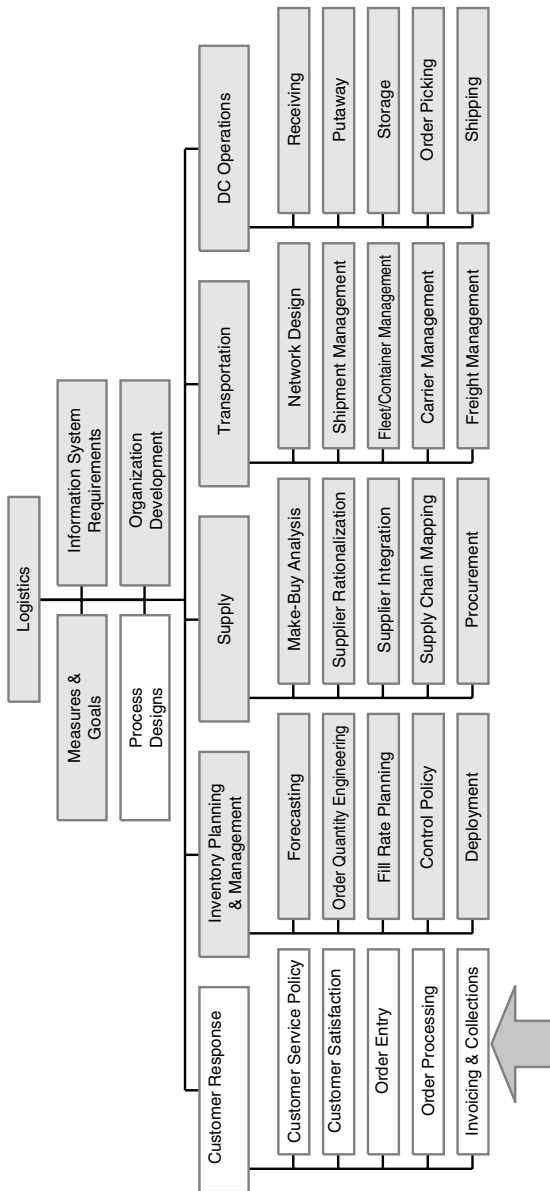 Logistics
Measures &
Goals
Information System
Requirements
Process
Designs
Organization
Development
Customer Response
Customer Service Policy
Customer Satisfaction
Order Entry
Order Processing
Invoicing & Collections
Inventory Planning
& Management
Forecasting
Order Quantity Engineering
Fill Rate Planning
Control Policy
Deployment
Supply
Make-Buy Analysis
Supplier Rationalization
Supplier Integration
Supply Chain Mapping
Procurement
Transportation
Network Design
Shipment Management
Fleet/Container Management
Carrier Management
Freight Management
DC Operations
Receiving
Putaway
Storage
Order Picking
Shipping